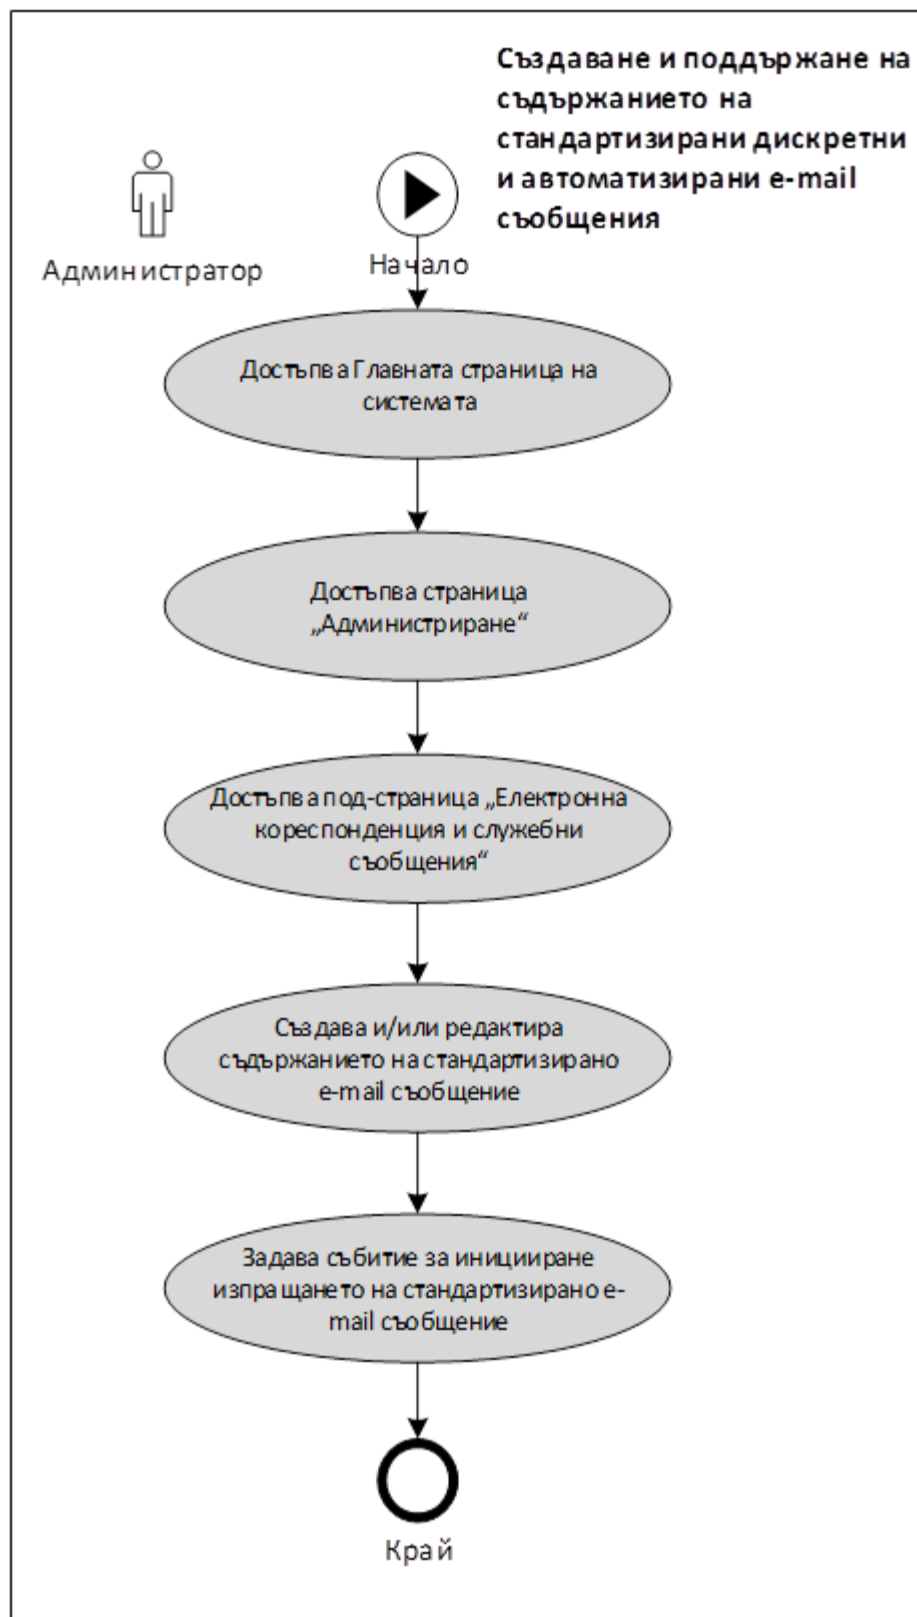 Създаване и поддържане на
съдържанието на
стандартизирани дискретни
и автоматизирани e-mail
съобщения
Администратор
Начало
Достъпва Главната страница на
системата
Достъпва страница
„Администриране“
Достъпва под-страница „Електронна
кореспонденция и служебни
съобщения“
Създава и/или редактира
съдържанието на стандартизирано
e-mail съобщение
Задава събитие за иницииране
изпращането на стандартизирано e-
mail съобщение
Край